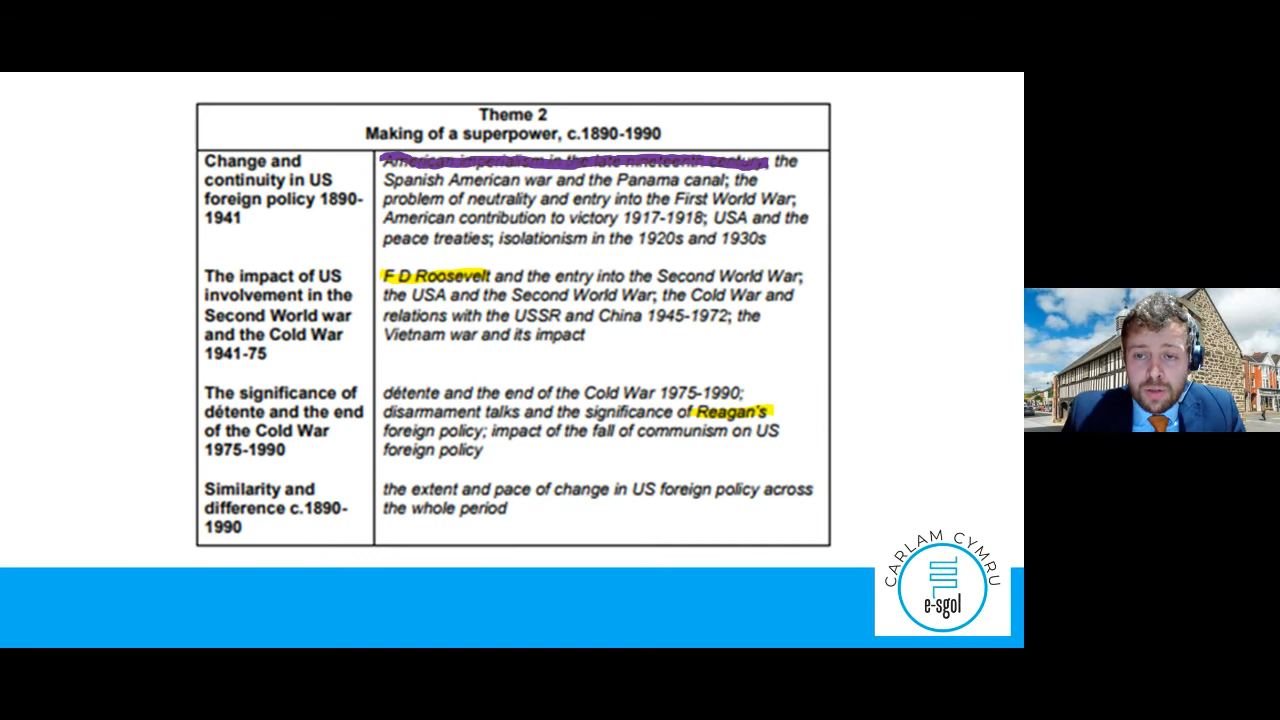 Theme 2
Making of a superpower, c.1890-1990
Change and
continuity in US
foreign policy 1890-
1941
American imperialism in the late nineteenth century, the
Spanish American war and the Panama canal; the
problem of neutrality and entry into the First World War;
American contribution to victory 1917-1918; USA and the
peace treaties; isolationism in the 1920s and 1930s
The impact of US
involvement in the
Second World war
and the Cold War
1941-75
F D Roosevelt and the entry into the Second World War;
the USA and the Second World War; the Cold War and
relations with the USSR and China 1945-1972; the
Vietnam war and its impact
The significance of
détente and the end
of the Cold War
1975-1990
détente and the end of the Cold War 1975-1990;
disarmament talks and the significance of Reagan's
foreign policy; impact of the fall of communism on US
foreign policy
Similarity and
difference c.1890-
1990
the extent and pace of change in US foreign policy across
the whole period
CARLAM CYMRU
e-sgol